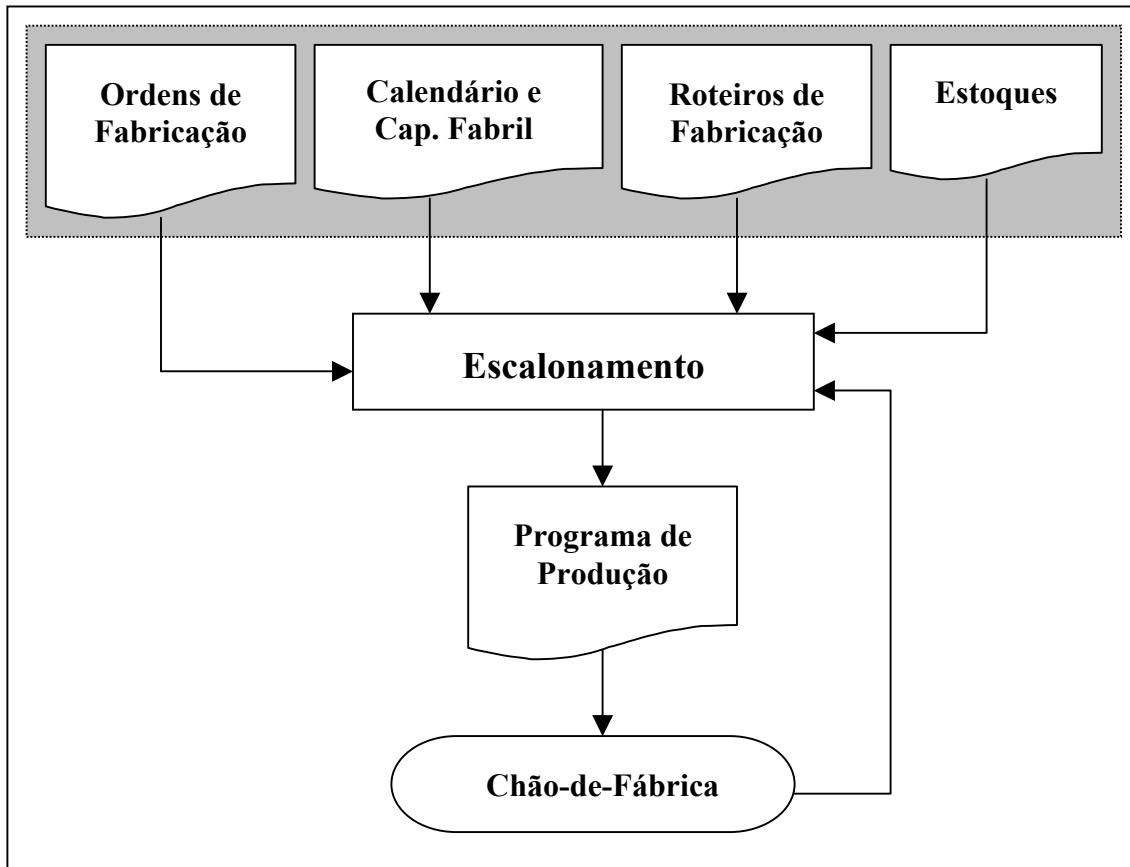 Ordens de
Fabricação
Calendário e
Cap. Fabril
Roteiros de
Fabricação
Estoques
Escalonamento
Programa de
Produção
Chão-de-Fábrica